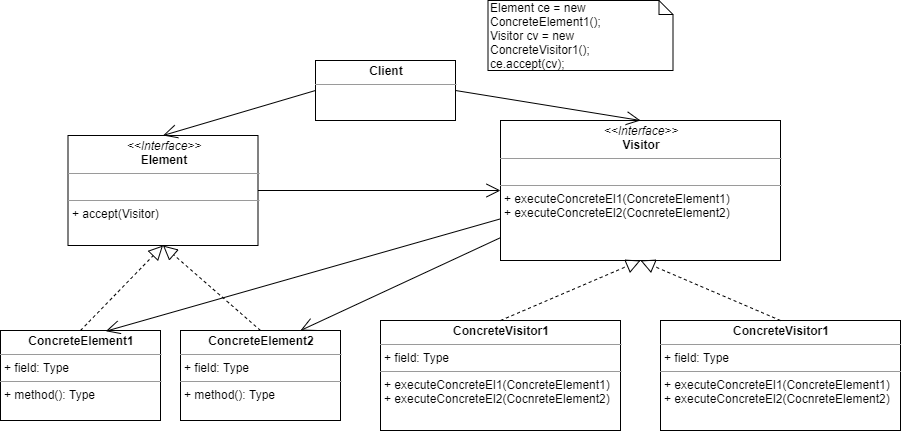 Element ce = new
ConcreteElement1();
Visitor cv = new
ConcreteVisitor1();
ce.accept(cv);
Client
<<Interface>>
Element
+ accept(Visitor)
<<Interface>>
Visitor
+ executeConcreteEl1(ConcreteElement1)
+ executeConcreteEl2(CocnreteElement2)
ConcreteElement1
+ field: Type
+ method(): Type
ConcreteElement2
+ field: Type
+ method(): Type
ConcreteVisitor1
+ field: Type
+ executeConcreteEl1(ConcreteElement1)
+ executeConcreteEl2(CocnreteElement2)
ConcreteVisitor1
+ field: Type
+ executeConcreteEl1(ConcreteElement1)
+ executeConcreteEl2(CocnreteElement2)